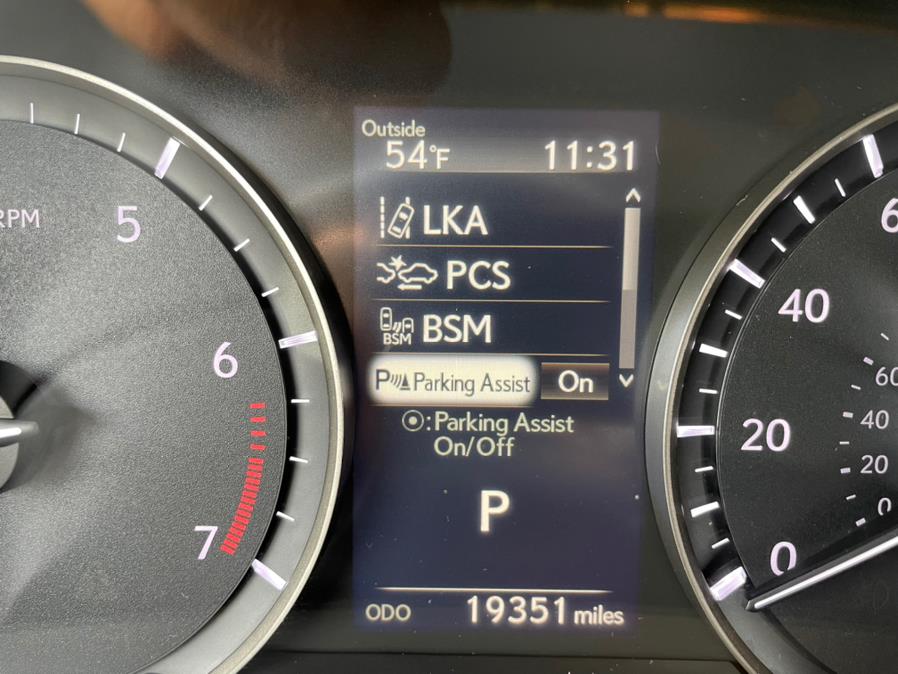 Outside
54°F 11:31
LKA
PCS
BSM BSM
P Parking Assist On
: Parking Assist
On/Off
P
ODO 19351 miles
RPM
5
6
7
40
20
0
60
40
20
0